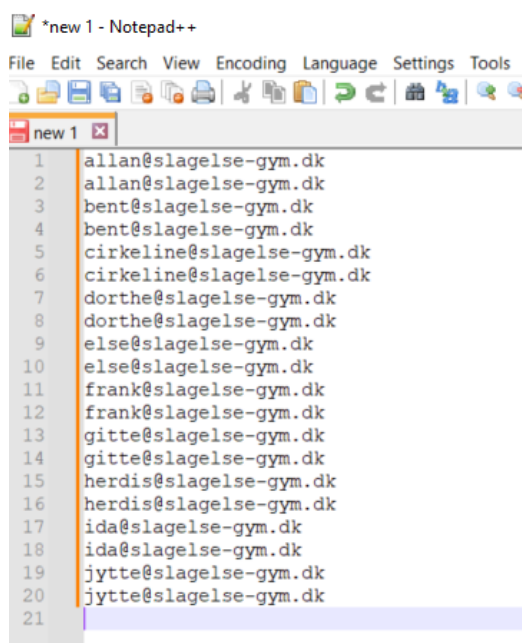 *new 1 - Notepad++
File Edit Search View Encoding Language Settings Tools
new 1
1 allan@slagelse-gym.dk
2 allan@slagelse-gym.dk
3 bent@slagelse-gym.dk
4 bent@slagelse-gym.dk
5 cirkeline@slagelse-gym.dk
6 cirkeline@slagelse-gym.dk
7 dorthe@slagelse-gym.dk
8 dorthe@slagelse-gym.dk
9 else@slagelse-gym.dk
10 else@slagelse-gym.dk
11 frank@slagelse-gym.dk
12 frank@slagelse-gym.dk
13 gitte@slagelse-gym.dk
14 gitte@slagelse-gym.dk
15 herdis@slagelse-gym.dk
16 herdis@slagelse-gym.dk
17 ida@slagelse-gym.dk
18 ida@slagelse-gym.dk
19 jytte@slagelse-gym.dk
20 jytte@slagelse-gym.dk
21